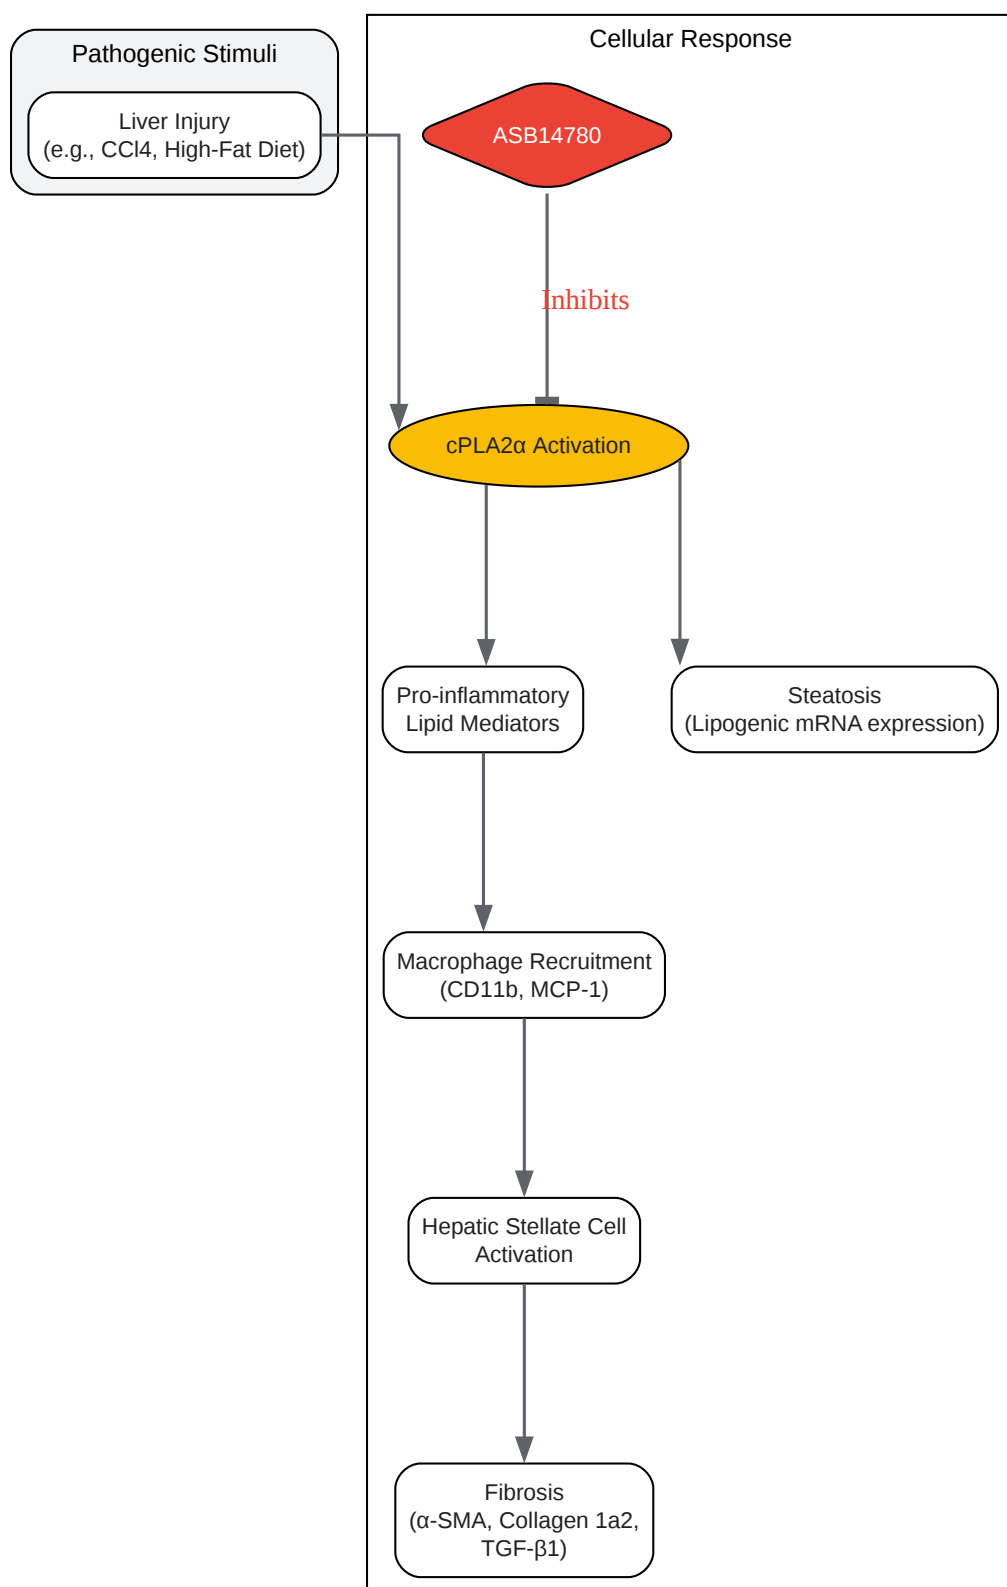 Pathogenic Stimuli
Liver Injury
(e.g., CCl4, High-Fat Diet)
Cellular Response
ASB14780
Inhibits
cPLA2α Activation
Pro-inflammatory
Lipid Mediators
Steatosis
(Lipogenic mRNA expression)
Macrophage Recruitment
(CD11b, MCP-1)
Hepatic Stellate Cell
Activation
Fibrosis
(α-SMA, Collagen 1a2,
TGF-β1)